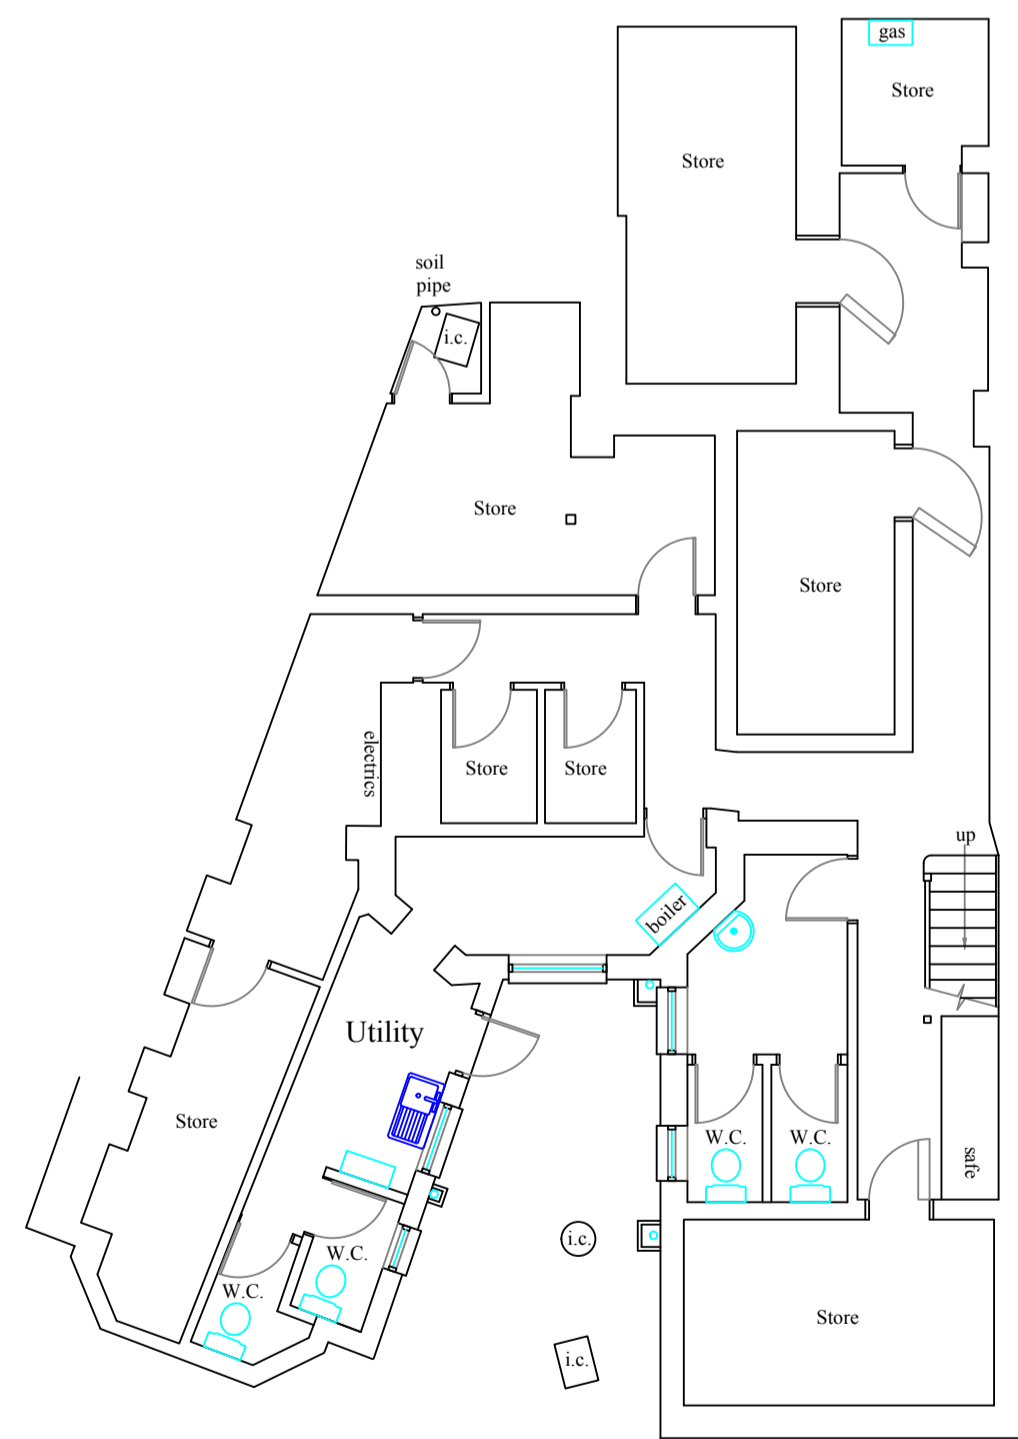 gas
Store
Store
soil
pipe
i.c.
Store
Store
electrics
Store
Store
up
boiler
Utility
Store
W.C.
W.C.
safe
i.c.
W.C.
W.C.
Store
i.c.